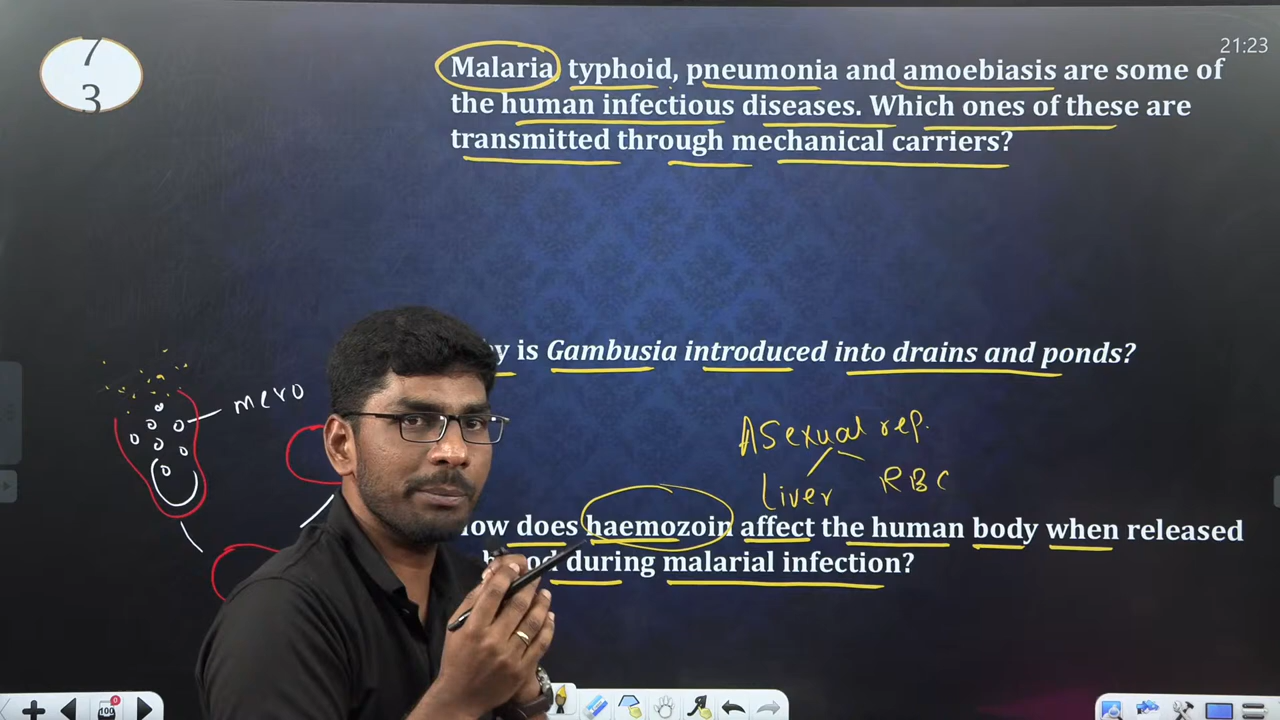 7
3
21:23
Malaria typhoid, pneumonia and amoebiasis are some of
the human infectious diseases. Which ones of these are
transmitted through mechanical carriers?
is Gambusia introduced into drains and ponds?
mero
Asexual rep.
liver RBC
does haemozoin affect the human body when released
during malarial infection?
100
0